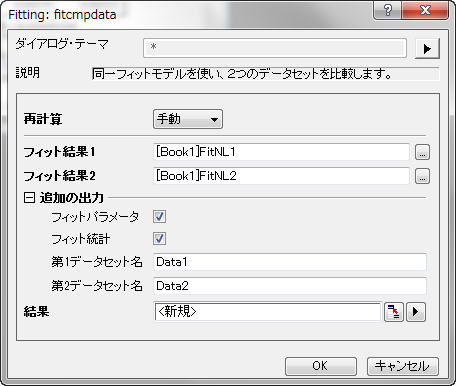 Fitting: fitcmpdata
ダイアログ・テーマ *
説明 同一フィットモデルを使い、2つのデータセットを比較します。
再計算 手動
フィット結果1 [Book1]FitNL1 ...
フィット結果2 [Book1]FitNL2 ...
追加の出力
フィットパラメータ
フィット統計
第1データセット名 Data1
第2データセット名 Data2
結果 <新規>
OK キャンセル